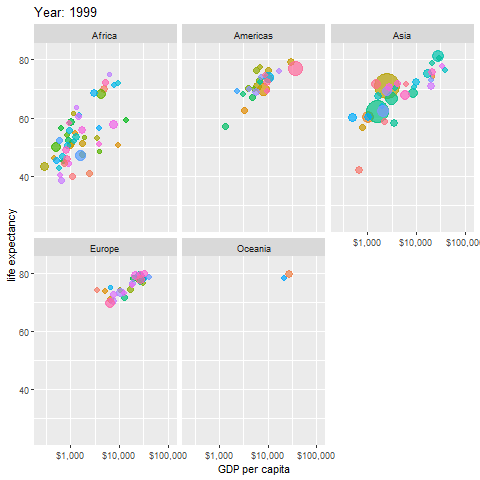 Year: 1999
Africa
Americas
Asia
80
60
40
$1,000
$10,000
$100,000
Europe
Oceania
80
60
40
$1,000
$10,000
$100,000
$1,000
$10,000
$100,000
life expectancy
GDP per capita